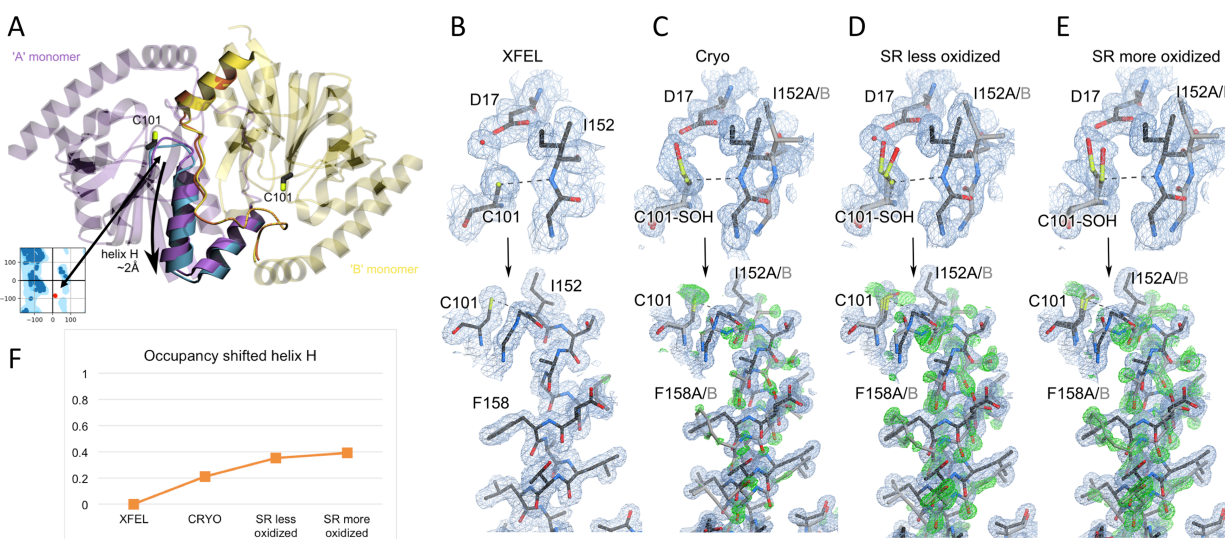 A
'A' monomer
C101
C101
helix H
~2Å
'B' monomer
100
0
−100
−100
0
100
B
XFEL
D17
I152
C101
C101
I152
F158
C
Cryo
D17
I152A/B
C101-SOH
C101
I152A/B
F158A/B
D
SR less oxidized
D17
I152A/B
C101-SOH
C101
I152A/B
F158A/B
E
SR more oxidized
D17
I152A/
C101-SOH
C101
I152A/B
F158A/B
F
Occupancy shifted helix H
1
0.8
0.6
0.4
0.2
0
XFEL
CRYO
SR less
oxidized
SR more
oxidized